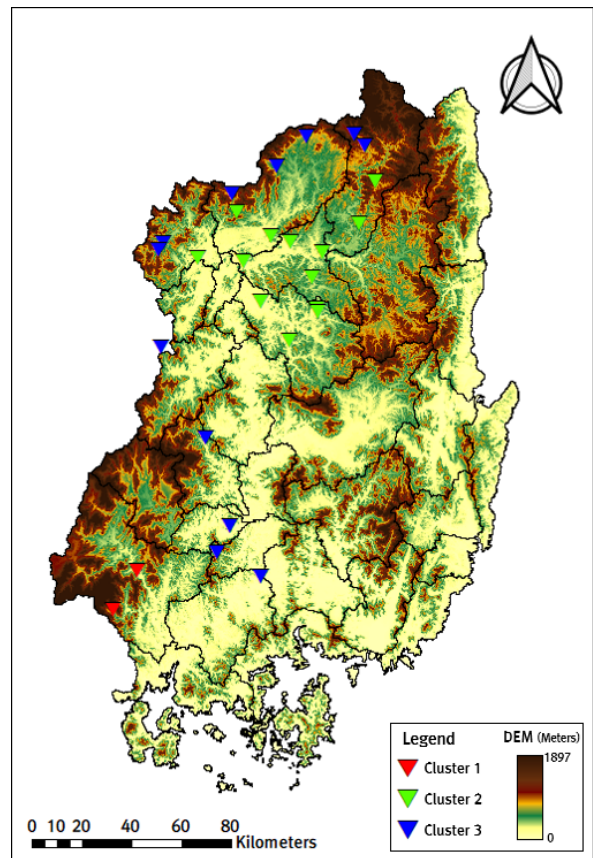 Legend
Cluster 1
Cluster 2
Cluster 3
DEM (Meters)
1897
0
0 10 20 40 60 80
Kilometers